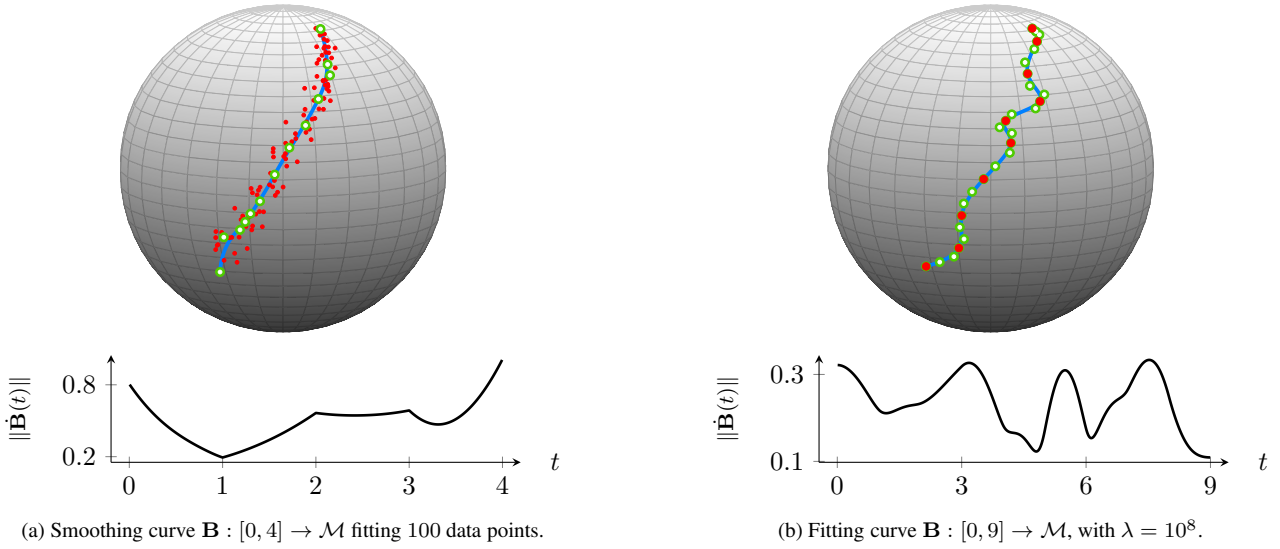 0.8
0.2
‖Ḃ(t)‖
0 1 2 3 4
t
(a) Smoothing curve B : [0, 4] → ℳ fitting 100 data points.
0.3
0.1
‖Ḃ(t)‖
0 3 6 9
t
(b) Fitting curve B : [0, 9] → ℳ, with λ = 10⁸.